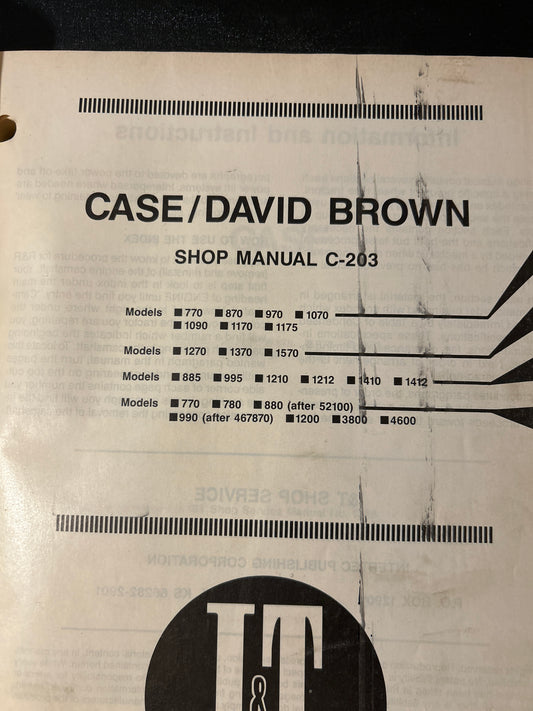 CASE/DAVID BROWN
SHOP MANUAL C-203
Models ■770 ■870 ■970 ■1070
■1090 ■1170 ■1175
Models ■1270 ■1370 ■1570
Models ■885 ■995 ■1210 ■1212 ■1410 ■1412
Models ■770 ■780 ■880 (after 52100)
■990 (after 467870) ■1200 ■3800 ■4600
I&T